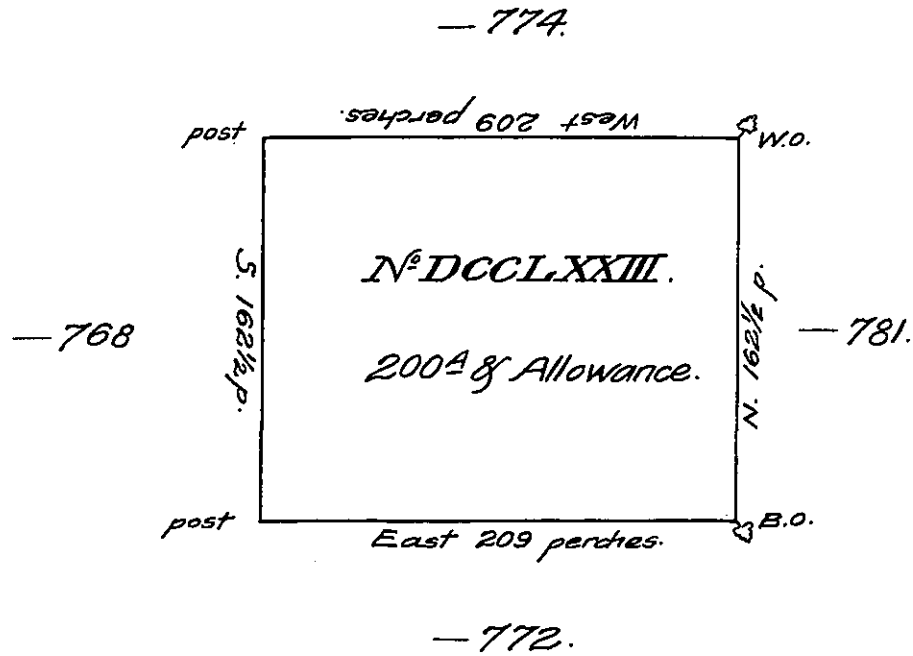 — 774.
West 209 perches.
post
W.O.
Nº DCCLXXIII.
S. 162½ p.
N. 162½ p.
— 768
— 781.
200ᴬ & Allowance.
post
B.O.
East 209 perches.
— 772.